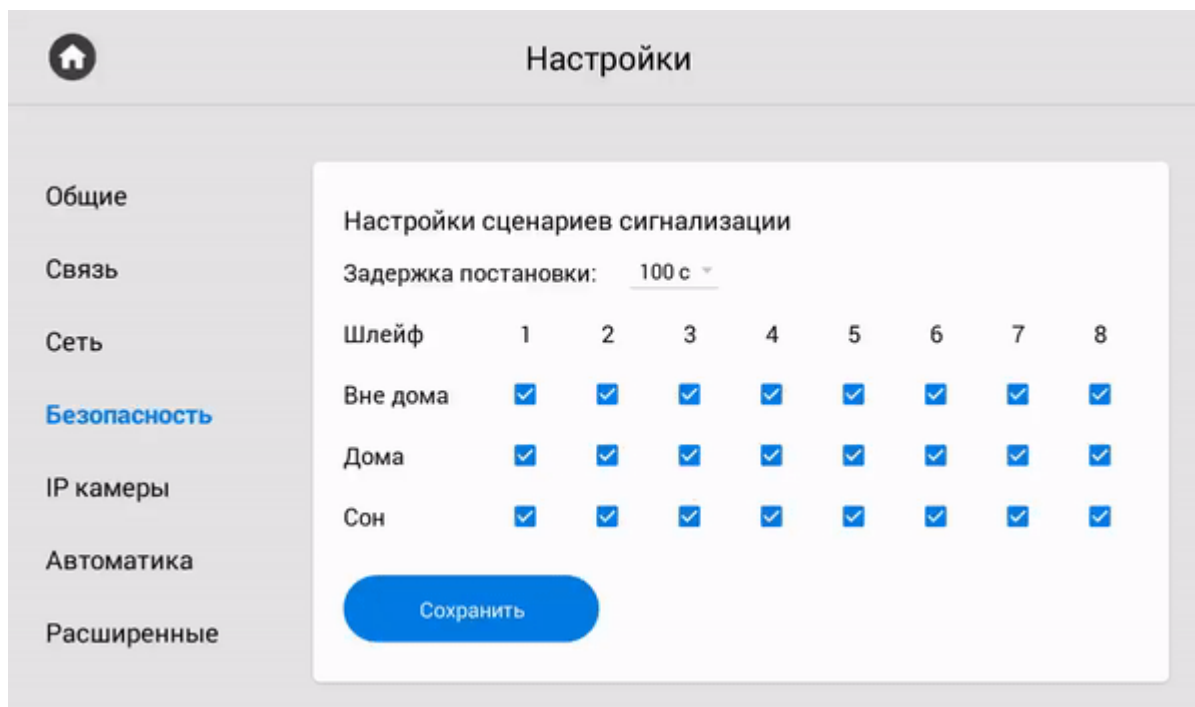 Настройки
Общие
Связь
Сеть
Безопасность
IP камеры
Автоматика
Расширенные
Настройки сценариев сигнализации
Задержка постановки: 100 с
Шлейф 1 2 3 4 5 6 7 8
Вне дома
Дома
Сон
Сохранить